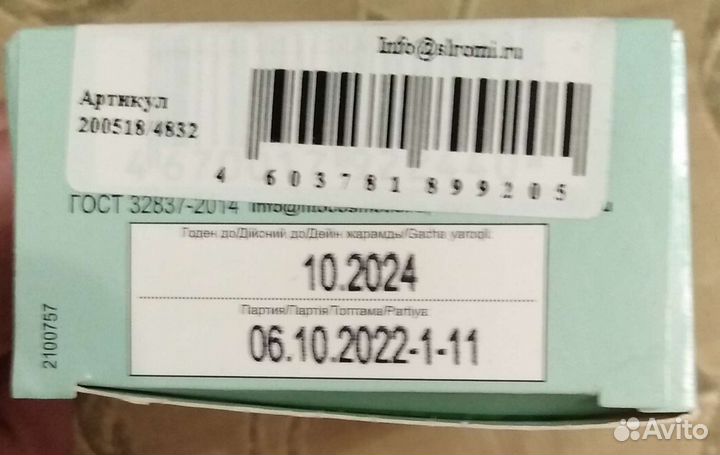 Info@slromi.ru
Артикул
200518/4832
4 603781 899205
ГОСТ 32837-2014
Годен до/Дійсний до/Дейін жарамды/Gacha yaroqli:
10.2024
Партия/Партія/Топтама/Partiya:
06.10.2022-1-11
2100757
Avito